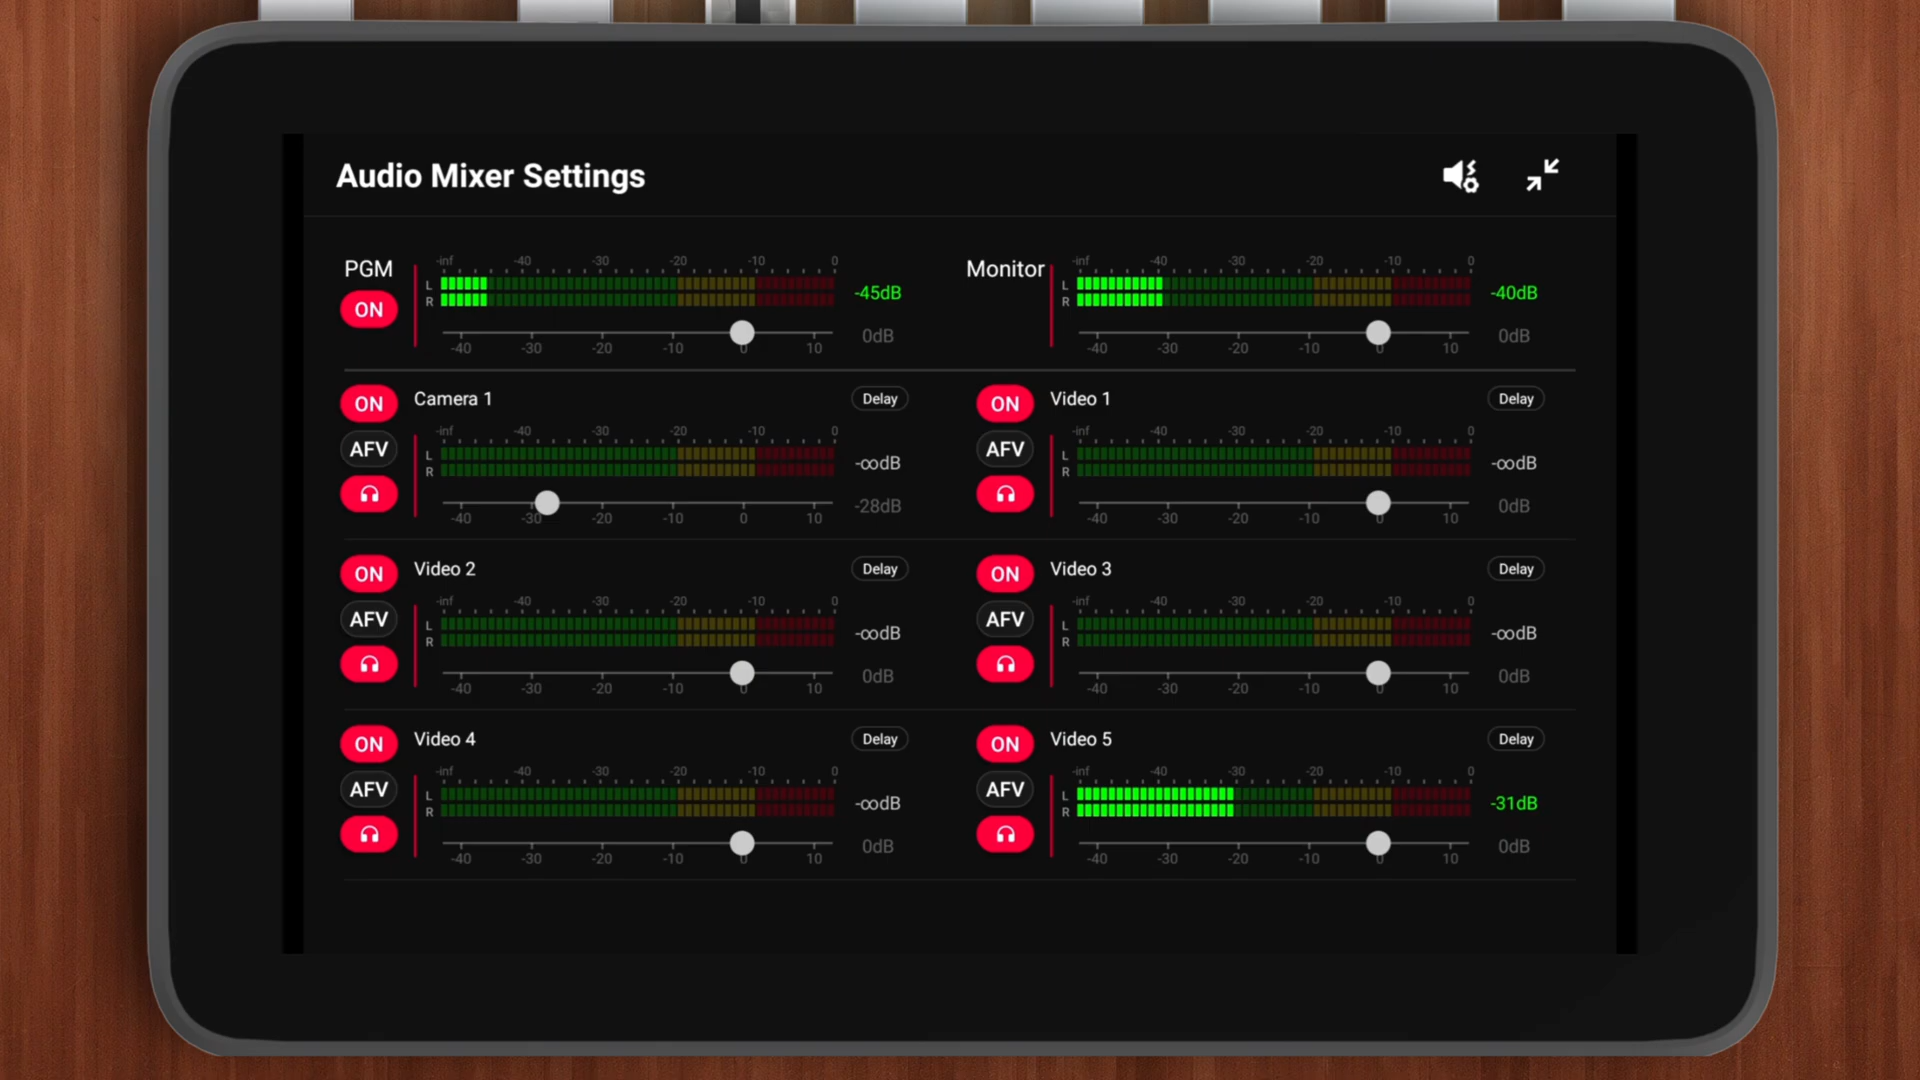 Audio Mixer Settings
PGM
ON
-inf -40 -30 -20 -10 0
L
R
-45dB
-40 -30 -20 -10 0 10
0dB
Monitor
-inf -40 -30 -20 -10 0
L
R
-40dB
-40 -30 -20 -10 0 10
0dB
ON
Camera 1
Delay
AFV
-inf -40 -30 -20 -10 0
L
R
-∞dB
-40 -30 -20 -10 0 10
-28dB
ON
Video 1
Delay
AFV
-inf -40 -30 -20 -10 0
L
R
-∞dB
-40 -30 -20 -10 0 10
0dB
ON
Video 2
Delay
AFV
-inf -40 -30 -20 -10 0
L
R
-∞dB
-40 -30 -20 -10 0 10
0dB
ON
Video 3
Delay
AFV
-inf -40 -30 -20 -10 0
L
R
-∞dB
-40 -30 -20 -10 0 10
0dB
ON
Video 4
Delay
AFV
-inf -40 -30 -20 -10 0
L
R
-∞dB
-40 -30 -20 -10 0 10
0dB
ON
Video 5
Delay
AFV
-inf -40 -30 -20 -10 0
L
R
-31dB
-40 -30 -20 -10 0 10
0dB